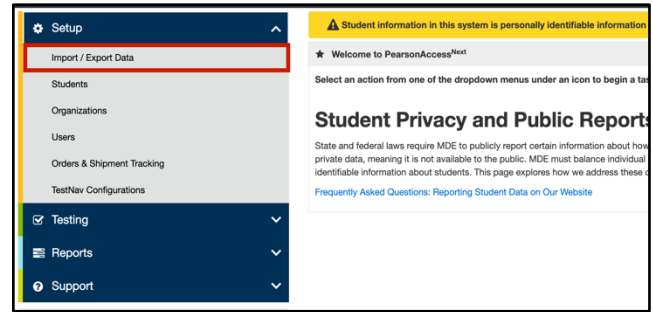 Setup
Import / Export Data
Students
Organizations
Users
Orders & Shipment Tracking
TestNav Configurations
Testing
Reports
Support
Student information in this system is personally identifiable information
Welcome to PearsonAccessNext
Select an action from one of the dropdown menus under an icon to begin a
Student Privacy and Public
State and federal laws require MDE to publicly report certain information about how
private data, meaning it is not available to the public. MDE must balance individual
identifiable information about students. This page explores how we address these
Frequently Asked Questions: Reporting Student Data on Our Website